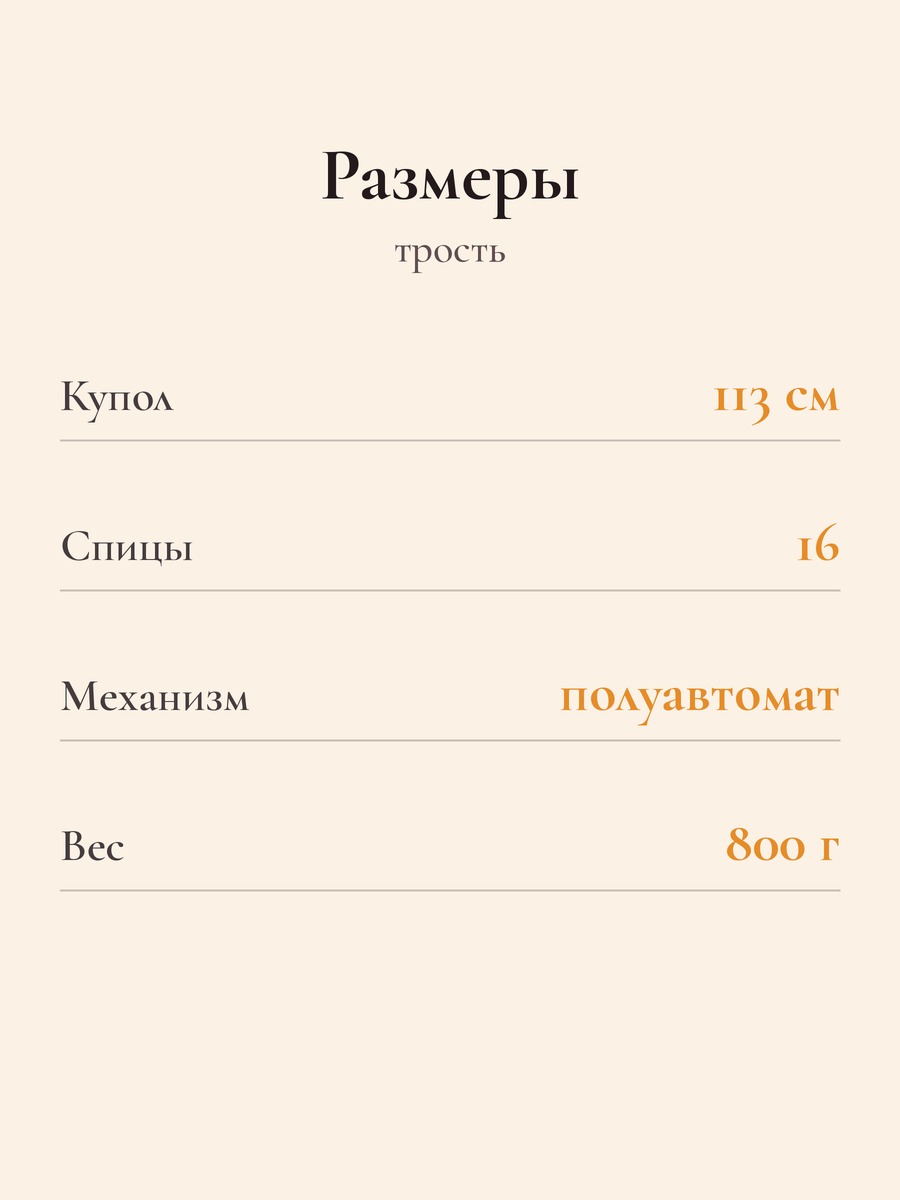 Размеры
трость
Купол 113 см
Спицы 16
Механизм полуавтомат
Вес 800 г